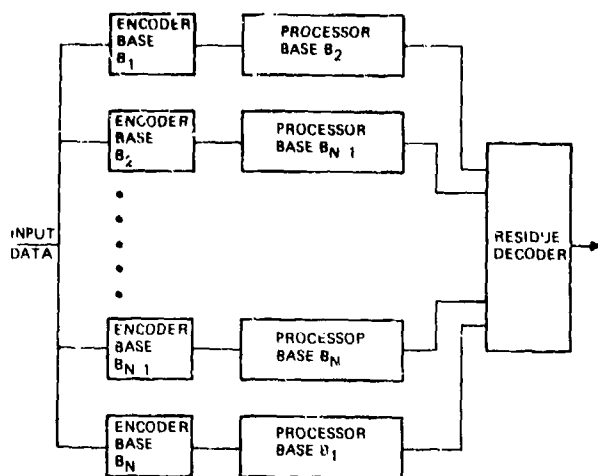 ENCODER
BASE
B1
PROCESSOR
BASE B2
ENCODER
BASE
B2
PROCESSOR
BASE BN-1
INPUT
DATA
RESIDUE
DECODER
ENCODER
BASE
BN-1
PROCESSOR
BASE BN
ENCODER
BASE
BN
PROCESSOR
BASE B1